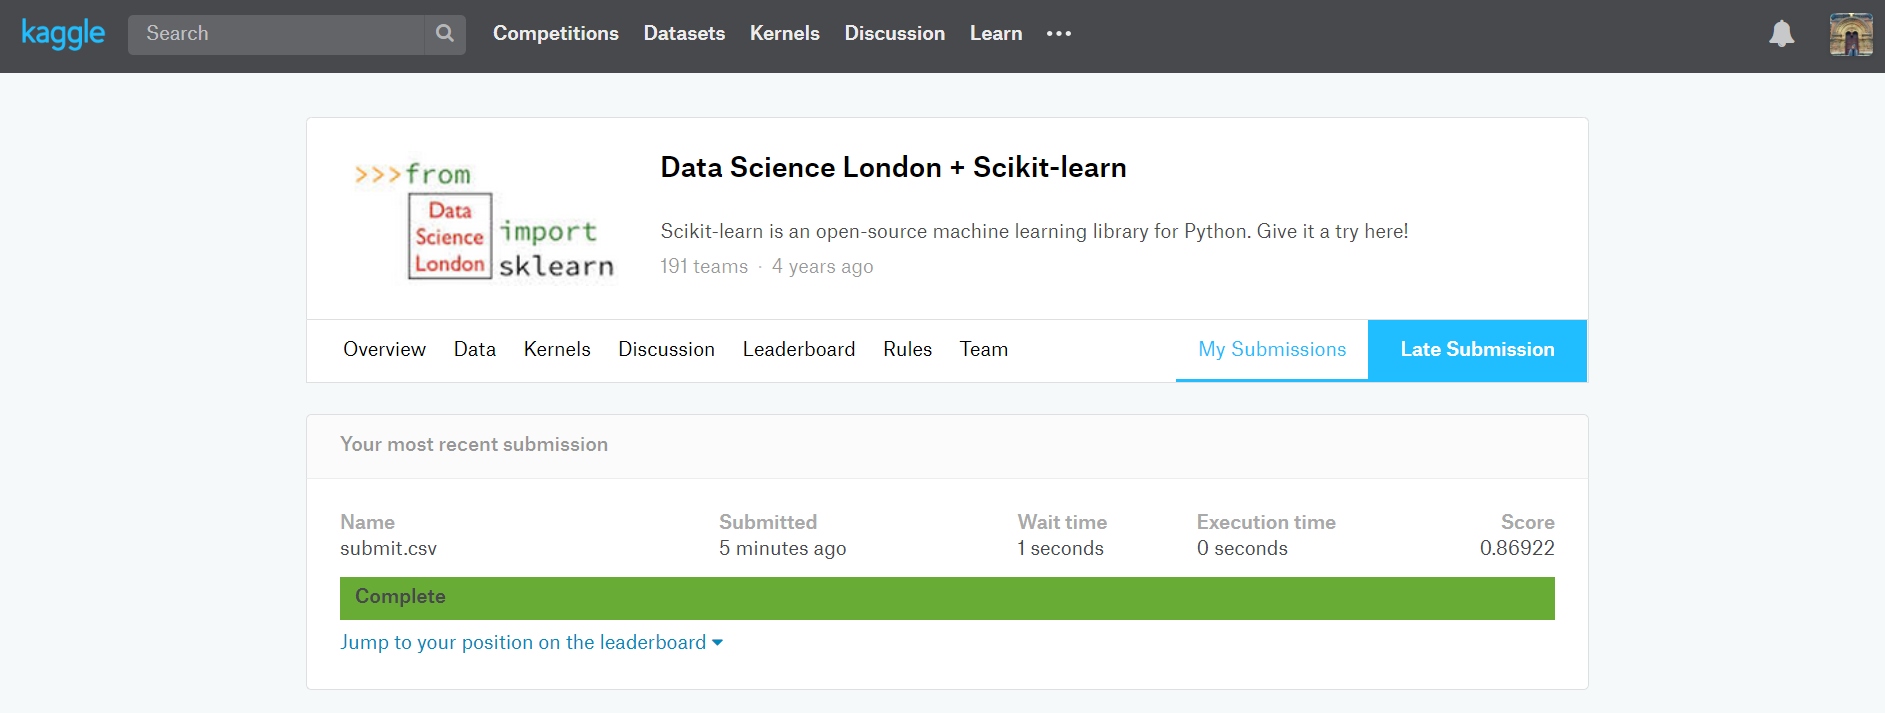 kaggle Search Competitions Datasets Kernels Discussion Learn •••
>>>from
Data
Science
London
import
sklearn
Data Science London + Scikit-learn
Scikit-learn is an open-source machine learning library for Python. Give it a try here!
191 teams · 4 years ago
Overview Data Kernels Discussion Leaderboard Rules Team My Submissions Late Submission
Your most recent submission
Name Submitted Wait time Execution time Score
submit.csv 5 minutes ago 1 seconds 0 seconds 0.86922
Complete
Jump to your position on the leaderboard